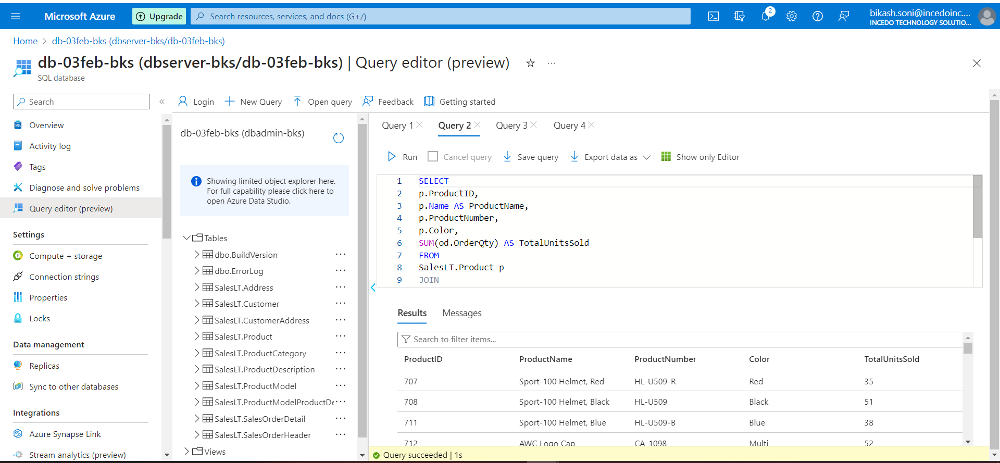 Microsoft Azure
Upgrade
Search resources, services, and docs (G+/)
2
bikash.soni@incedoinc....
INCEDO TECHNOLOGY SOLUTIO...
Home > db-03feb-bks (dbserver-bks/db-03feb-bks)
db-03feb-bks (dbserver-bks/db-03feb-bks) | Query editor (preview)
SQL database
Search
Overview
Activity log
Tags
Diagnose and solve problems
Query editor (preview)
Settings
Compute + storage
Connection strings
Properties
Locks
Data management
Replicas
Sync to other databases
Integrations
Azure Synapse Link
Stream analytics (preview)
Login
New Query
Open query
Feedback
Getting started
db-03feb-bks (dbadmin-bks)
Showing limited object explorer here.
For full capability please click here to
open Azure Data Studio.
Tables
dbo.BuildVersion
dbo.ErrorLog
SalesLT.Address
SalesLT.Customer
SalesLT.CustomerAddress
SalesLT.Product
SalesLT.ProductCategory
SalesLT.ProductDescription
SalesLT.ProductModel
SalesLT.ProductModelProductDe
SalesLT.SalesOrderDetail
SalesLT.SalesOrderHeader
Views
Query 1
Query 2
Query 3
Query 4
Run
Cancel query
Save query
Export data as
Show only Editor
1 SELECT
2 p.ProductID,
3 p.Name AS ProductName,
4 p.ProductNumber,
5 p.Color,
6 SUM(od.OrderQty) AS TotalUnitsSold
7 FROM
8 SalesLT.Product p
9 JOIN
Results Messages
Search to filter items...
ProductID ProductName ProductNumber Color TotalUnitsSold
707 Sport-100 Helmet, Red HL-U509-R Red 35
708 Sport-100 Helmet, Black HL-U509 Black 51
711 Sport-100 Helmet, Blue HL-U509-B Blue 38
712 AWC Logo Cap CA-1098 Multi 52
Query succeeded | 1s